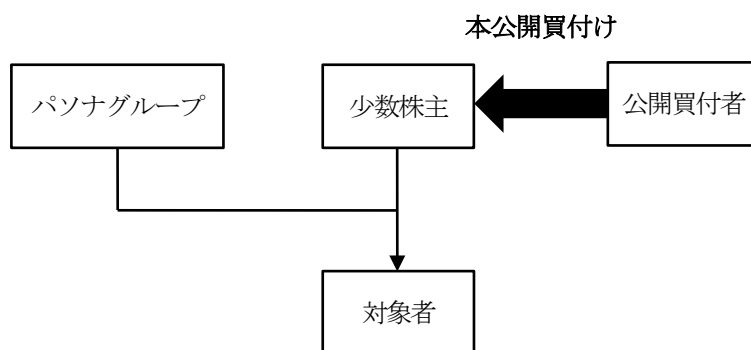 本公開買付け
パソナグループ
少数株主
公開買付者
対象者